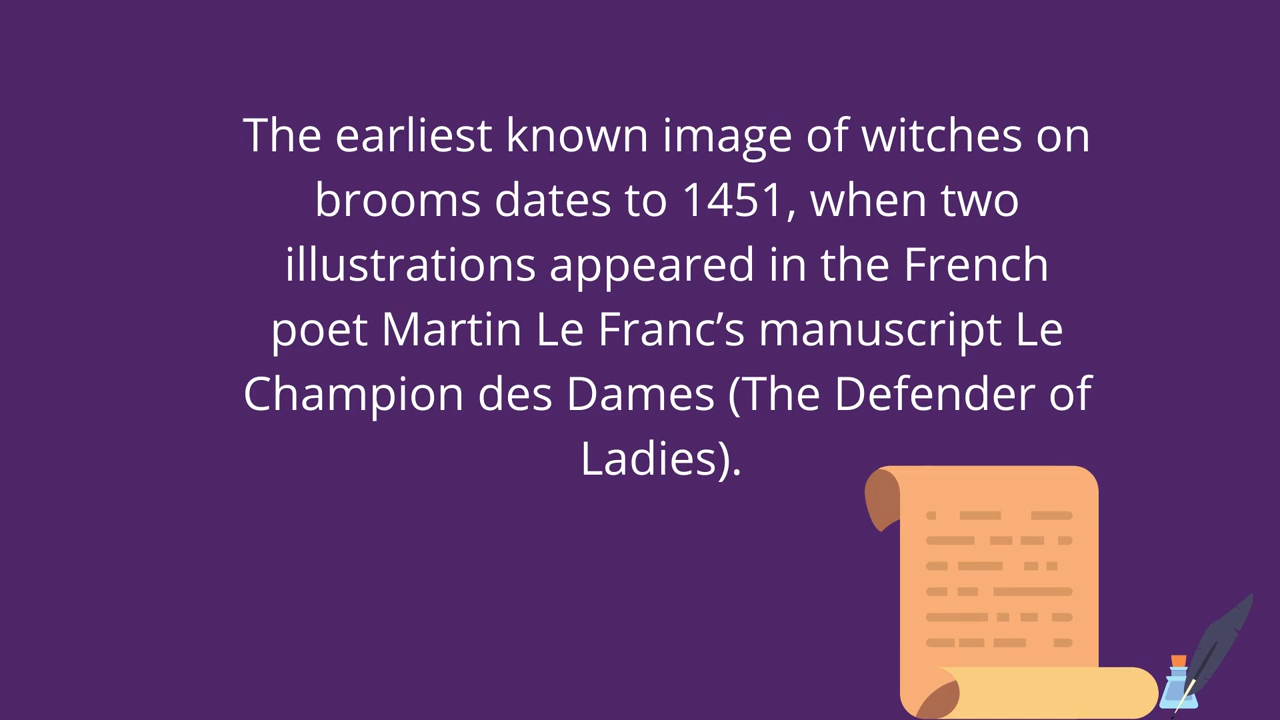 The earliest known image of witches on
brooms dates to 1451, when two
illustrations appeared in the French
poet Martin Le Franc’s manuscript Le
Champion des Dames (The Defender of
Ladies).